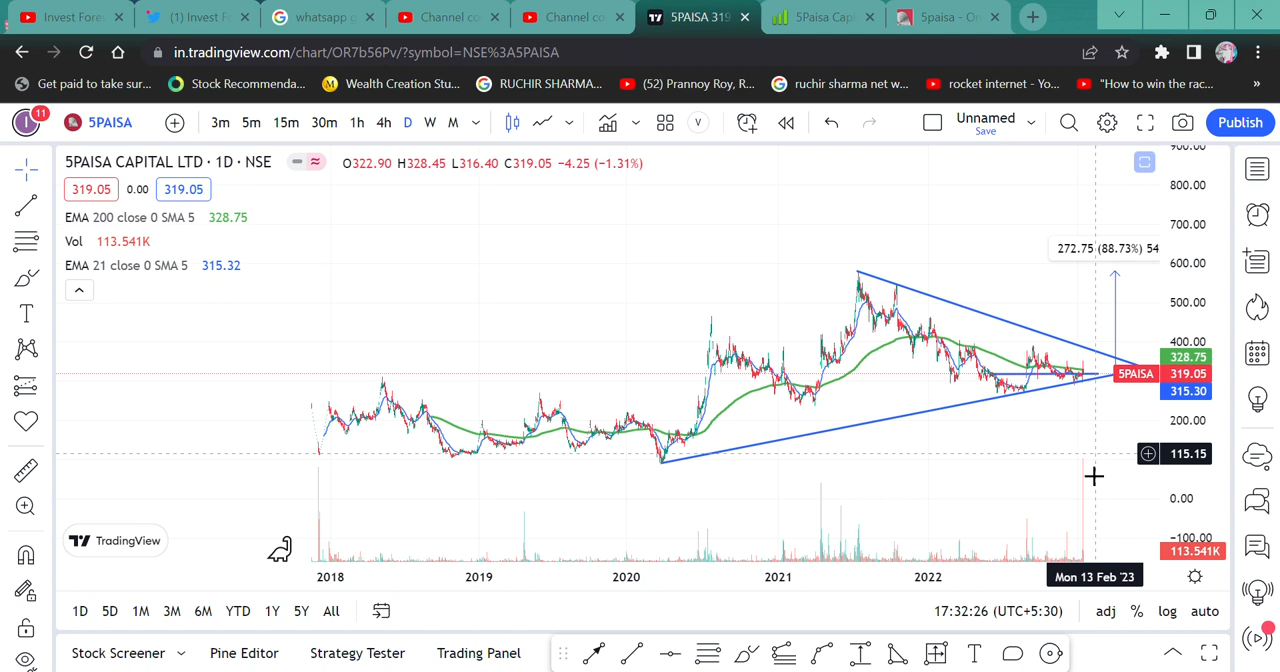 Invest Fores
(1) Invest F
whatsapp g
Channel co
Channel co
5PAISA 319
5Paisa Capi
5paisa - On
in.tradingview.com/chart/OR7b56Pv/?symbol=NSE%3A5PAISA
Get paid to take sur...
Stock Recommenda...
Wealth Creation Stu...
RUCHIR SHARMA...
(52) Prannoy Roy, R...
ruchir sharma net w...
rocket internet - Yo...
"How to win the rac...
»
I
11
5PAISA
3m 5m 15m 30m 1h 4h D W M
V
Unnamed
Save
Publish
5PAISA CAPITAL LTD · 1D · NSE
O322.90 H328.45 L316.40 C319.05 −4.25 (−1.31%)
319.05 0.00 319.05
EMA 200 close 0 SMA 5 328.75
Vol 113.541K
EMA 21 close 0 SMA 5 315.32
272.75 (88.73%) 54
900.00
800.00
700.00
600.00
500.00
400.00
328.75
5PAISA 319.05
315.30
200.00
115.15
0.00
−100.00
113.541K
TradingView
2018 2019 2020 2021 2022 Mon 13 Feb '23
1D 5D 1M 3M 6M YTD 1Y 5Y All
17:32:26 (UTC+5:30) adj % log auto
Stock Screener Pine Editor Strategy Tester Trading Panel